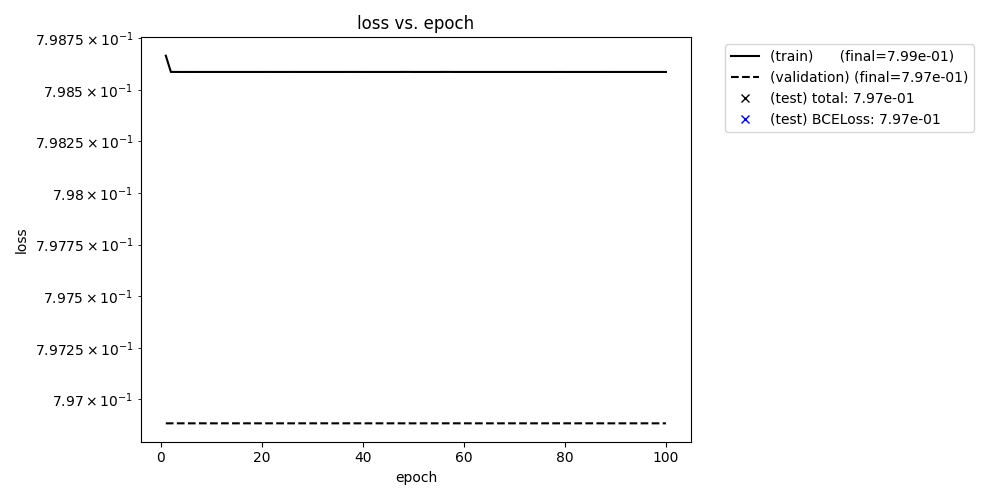 loss vs. epoch
7.9875 × 10⁻¹
7.985 × 10⁻¹
7.9825 × 10⁻¹
7.98 × 10⁻¹
7.9775 × 10⁻¹
7.975 × 10⁻¹
7.9725 × 10⁻¹
7.97 × 10⁻¹
loss
0 20 40 60 80 100
epoch
(train) (final=7.99e-01)
(validation) (final=7.97e-01)
(test) total: 7.97e-01
(test) BCELoss: 7.97e-01